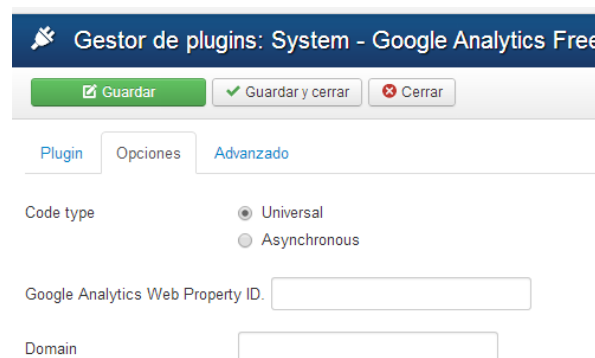 Gestor de plugins: System - Google Analytics Free
Guardar Guardar y cerrar Cerrar
Plugin Opciones Advanzado
Code type Universal
Asynchronous
Google Analytics Web Property ID.
Domain